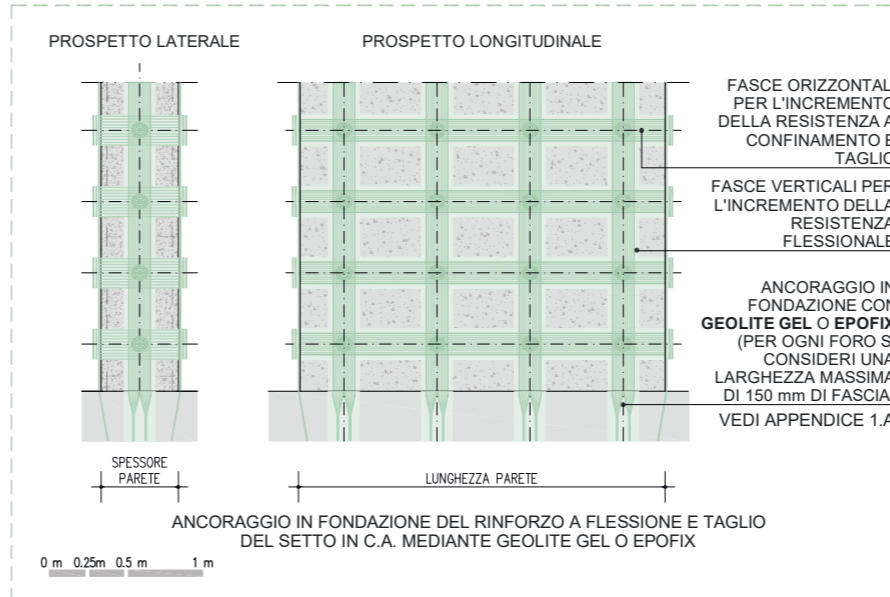 PROSPETTO LATERALE
PROSPETTO LONGITUDINALE
FASCE ORIZZONTAL
PER L'INCREMENTO
DELLA RESISTENZA A
CONFINAMENTO E
TAGLIO
FASCE VERTICALI PER
L'INCREMENTO DELLA
RESISTENZA
FLESSIONALE
ANCORAGGIO IN
FONDAZIONE CON
GEOLITE GEL O EPOFIX
(PER OGNI FORO S
CONSIDERI UNA
LARGHEZZA MASSIMA
DI 150 mm DI FASCIA
VEDI APPENDICE 1.A
SPESSORE
PARETE
LUNGHEZZA PARETE
ANCORAGGIO IN FONDAZIONE DEL RINFORZO A FLESSIONE E TAGLIO
DEL SETTO IN C.A. MEDIANTE GEOLITE GEL O EPOFIX
0 m 0.25m 0.5 m 1 m